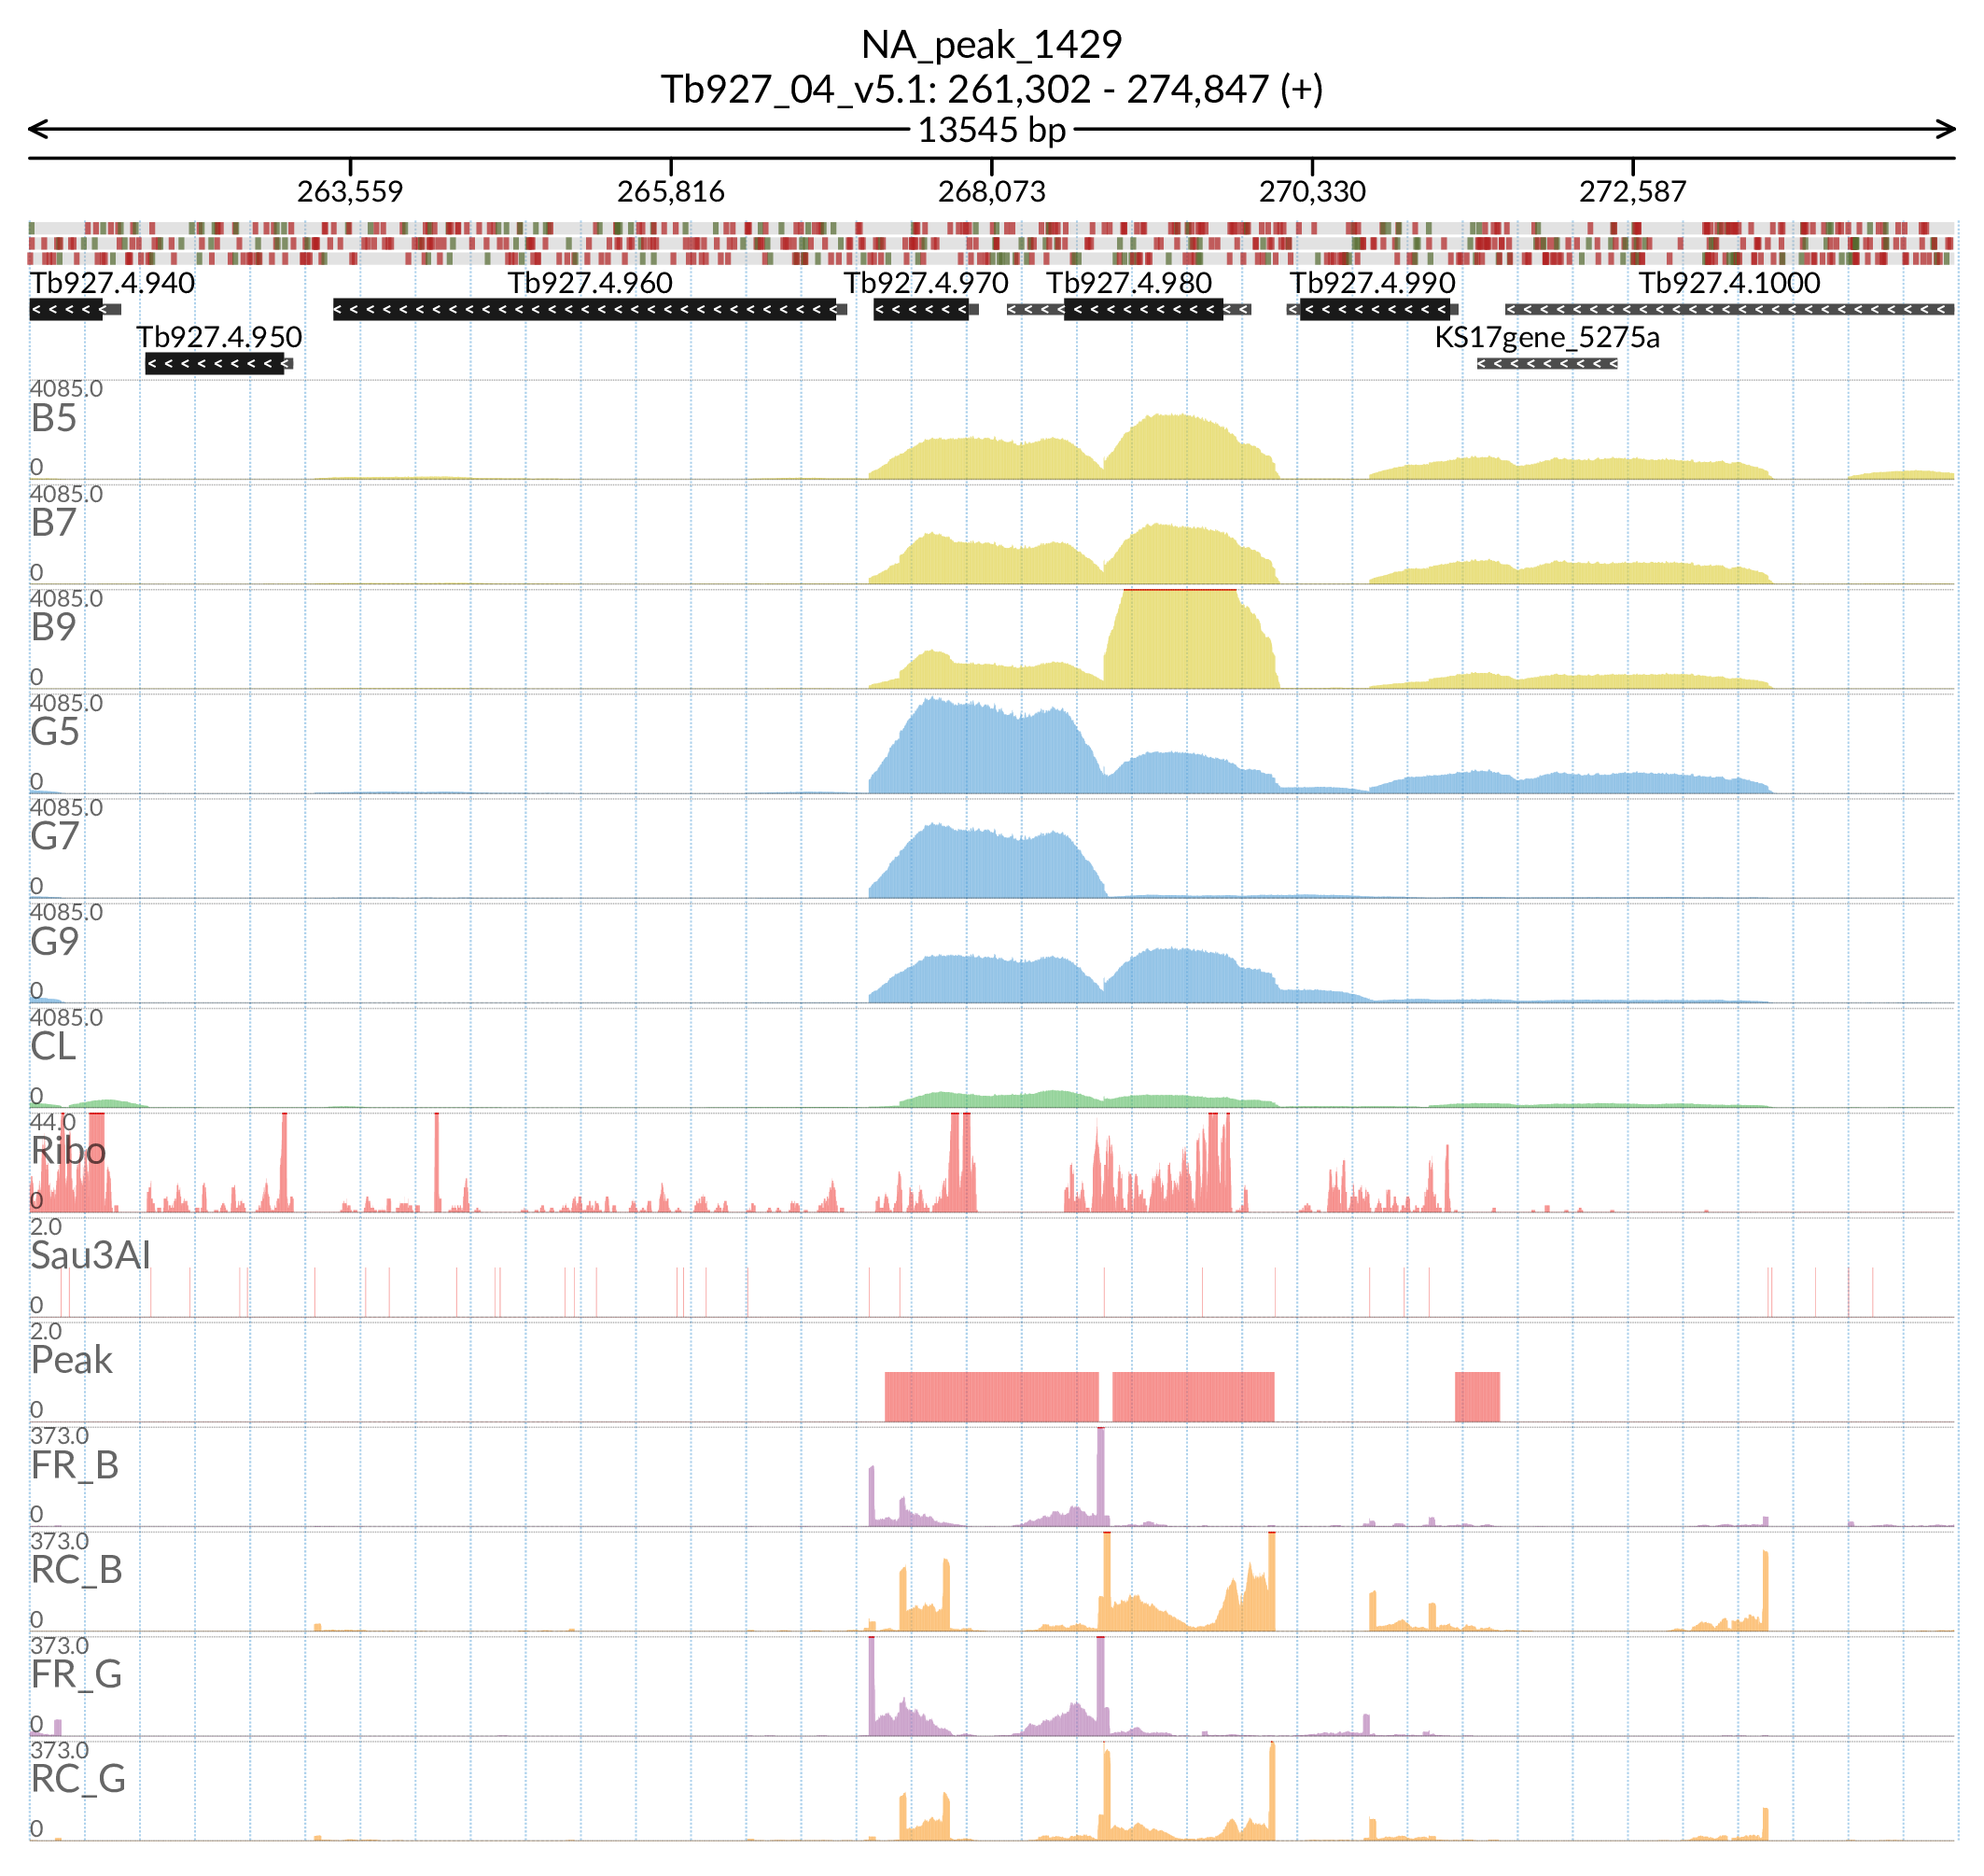 NA_peak_1429
Tb927_04_v5.1: 261,302 - 274,847 (+)
13545 bp
263,559 265,816 268,073 270,330 272,587
Tb927.4.940 Tb927.4.960 Tb927.4.970 Tb927.4.980 Tb927.4.990 Tb927.4.1000
Tb927.4.950 KS17gene_5275a
4085.0
B5
0
4085.0
B7
0
4085.0
B9
0
4085.0
G5
0
4085.0
G7
0
4085.0
G9
0
4085.0
CL
0
44.0
Ribo
0
2.0
Sau3AI
0
2.0
Peak
0
373.0
FR_B
0
373.0
RC_B
0
373.0
FR_G
0
373.0
RC_G
0